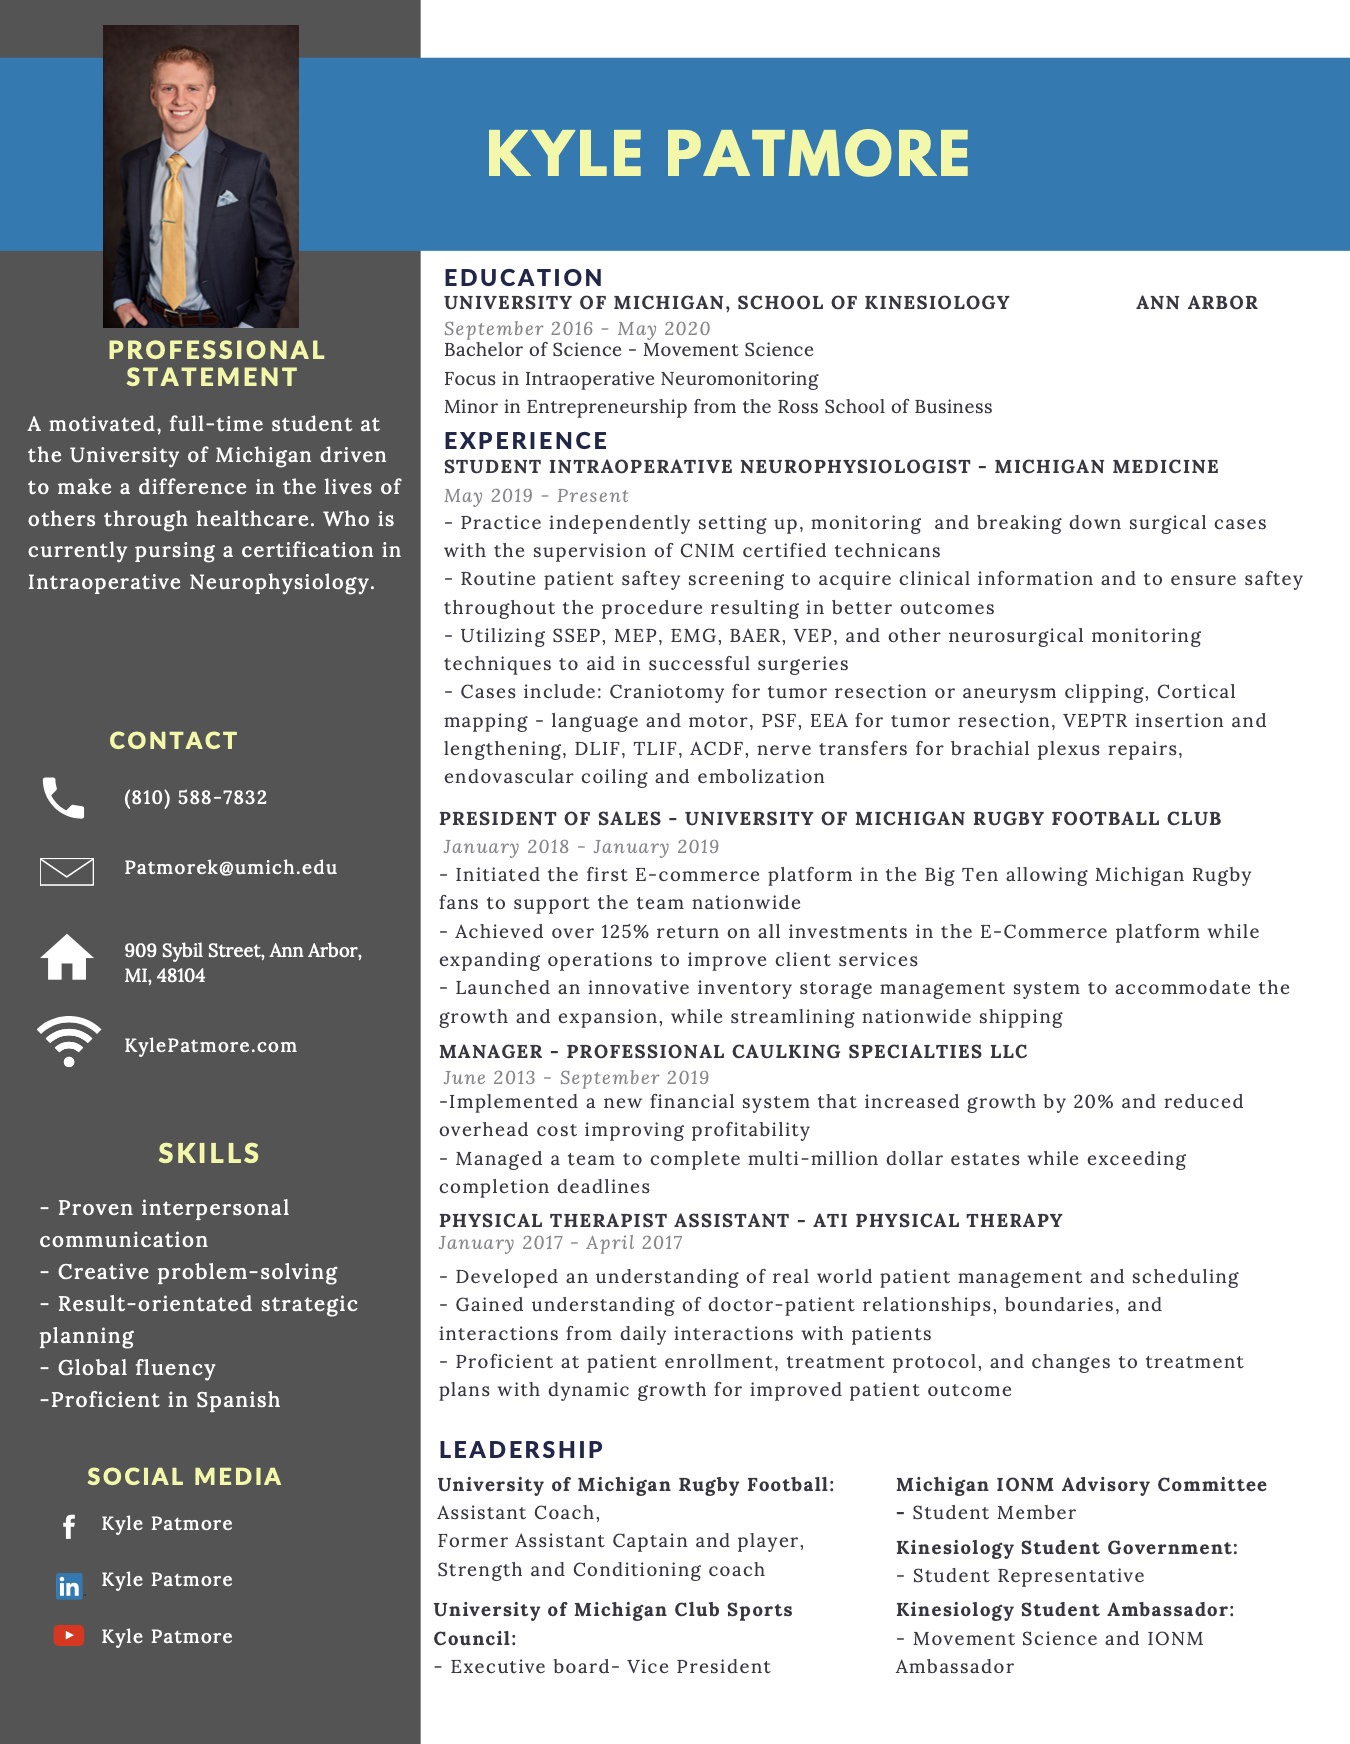 KYLE PATMORE
PROFESSIONAL
STATEMENT
A motivated, full-time student at
the University of Michigan driven
to make a difference in the lives of
others through healthcare. Who is
currently pursing a certification in
Intraoperative Neurophysiology.
CONTACT
(810) 588-7832
Patmorek@umich.edu
909 Sybil Street, Ann Arbor,
MI, 48104
KylePatmore.com
SKILLS
- Proven interpersonal
communication
- Creative problem-solving
- Result-orientated strategic
planning
- Global fluency
-Proficient in Spanish
SOCIAL MEDIA
f Kyle Patmore
in Kyle Patmore
Kyle Patmore
EDUCATION
UNIVERSITY OF MICHIGAN, SCHOOL OF KINESIOLOGY ANN ARBOR
September 2016 - May 2020
Bachelor of Science - Movement Science
Focus in Intraoperative Neuromonitoring
Minor in Entrepreneurship from the Ross School of Business
EXPERIENCE
STUDENT INTRAOPERATIVE NEUROPHYSIOLOGIST - MICHIGAN MEDICINE
May 2019 - Present
- Practice independently setting up, monitoring  and breaking down surgical cases
with the supervision of CNIM certified technicans
- Routine patient saftey screening to acquire clinical information and to ensure saftey
throughout the procedure resulting in better outcomes
- Utilizing SSEP, MEP, EMG, BAER, VEP, and other neurosurgical monitoring
techniques to aid in successful surgeries
- Cases include: Craniotomy for tumor resection or aneurysm clipping, Cortical
mapping - language and motor, PSF, EEA for tumor resection, VEPTR insertion and
lengthening, DLIF, TLIF, ACDF, nerve transfers for brachial plexus repairs,
endovascular coiling and embolization
PRESIDENT OF SALES - UNIVERSITY OF MICHIGAN RUGBY FOOTBALL CLUB
January 2018 - January 2019
- Initiated the first E-commerce platform in the Big Ten allowing Michigan Rugby
fans to support the team nationwide
- Achieved over 125% return on all investments in the E-Commerce platform while
expanding operations to improve client services
- Launched an innovative inventory storage management system to accommodate the
growth and expansion, while streamlining nationwide shipping
MANAGER - PROFESSIONAL CAULKING SPECIALTIES LLC
June 2013 - September 2019
-Implemented a new financial system that increased growth by 20% and reduced
overhead cost improving profitability
- Managed a team to complete multi-million dollar estates while exceeding
completion deadlines
PHYSICAL THERAPIST ASSISTANT - ATI PHYSICAL THERAPY
January 2017 - April 2017
- Developed an understanding of real world patient management and scheduling
- Gained understanding of doctor-patient relationships, boundaries, and
interactions from daily interactions with patients
- Proficient at patient enrollment, treatment protocol, and changes to treatment
plans with dynamic growth for improved patient outcome
LEADERSHIP
University of Michigan Rugby Football:
Assistant Coach,
Former Assistant Captain and player,
Strength and Conditioning coach
University of Michigan Club Sports
Council:
- Executive board- Vice President
Michigan IONM Advisory Committee
- Student Member
Kinesiology Student Government:
- Student Representative
Kinesiology Student Ambassador:
- Movement Science and IONM
Ambassador